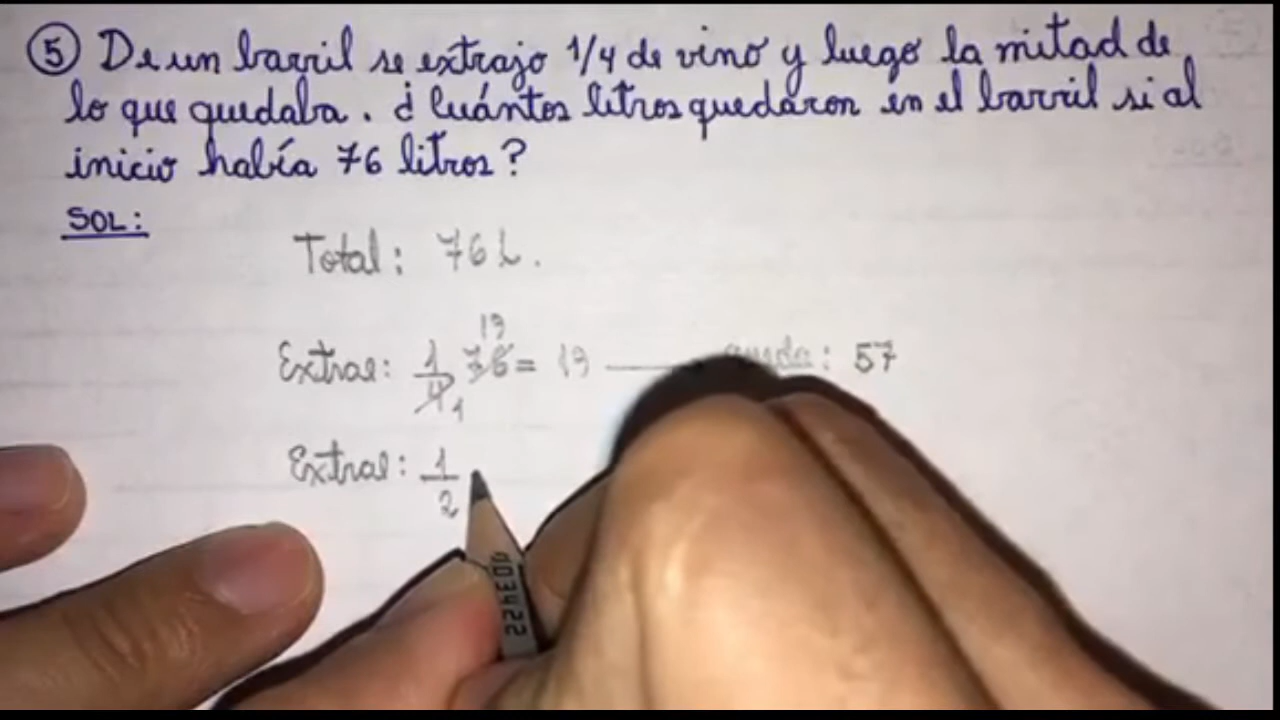 ⑤ De un barril se extrajo 1/4 de vino y luego la mitad de
lo que quedaba. ¿Cuántos litros quedaron en el barril si al
inicio había 76 litros?
SOL:
Total: 76 L.
19
Extrae: 1/4 76 = 19 queda: 57
1
Extrae: 1/2